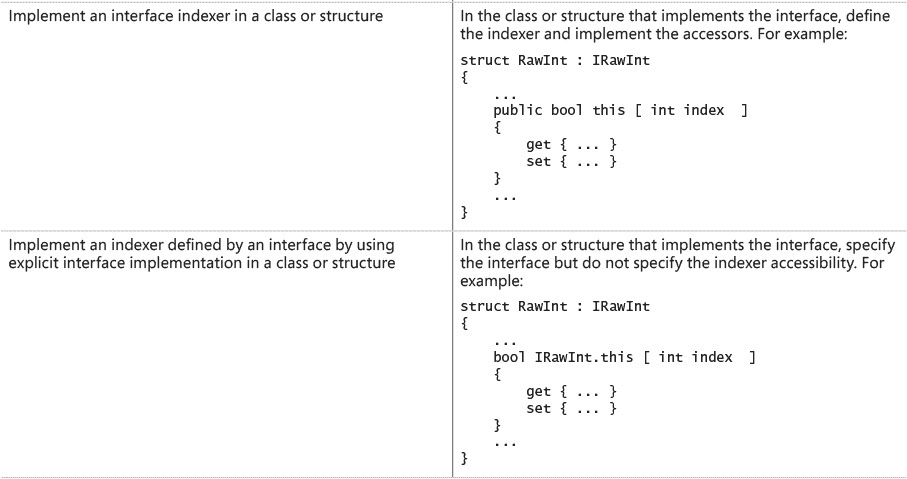 Implement an interface indexer in a class or structure
In the class or structure that implements the interface, define
the indexer and implement the accessors. For example:
struct RawInt : IRawInt
{
    ...
    public bool this [ int index  ]
    {
        get { ... }
        set { ... }
    }
    ...
}
Implement an indexer defined by an interface by using
explicit interface implementation in a class or structure
In the class or structure that implements the interface, specify
the interface but do not specify the indexer accessibility. For
example:
struct RawInt : IRawInt
{
    ...
    bool IRawInt.this [ int index  ]
    {
        get { ... }
        set { ... }
    }
    ...
}